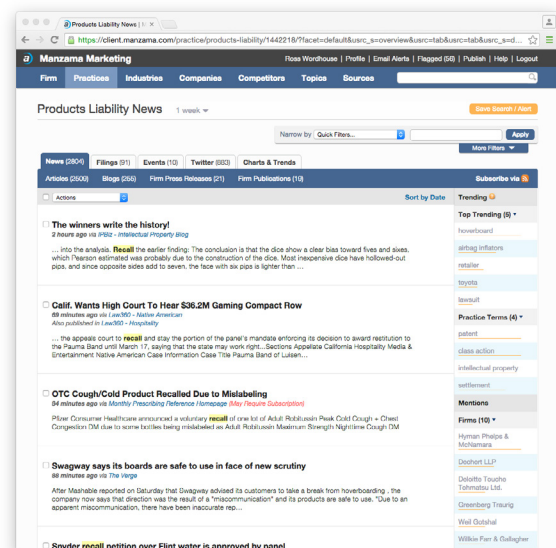 Products Liability News | M
https://client.manzama.com/practice/products-liability/1442218/?facet=default&usrc_s=overview&usrc=tab&usrc=tab&usrc_s=d...
Manzama Marketing
Ross Wordhouse | Profile | Email Alerts | Flagged (56) | Publish | Help | Logout
Firm Practices Industries Companies Competitors Topics Sources
Products Liability News 1 week
Save Search / Alert
Narrow by Quick Filters... Apply
More Filters
News (2804) Filings (91) Events (10) Twitter (683) Charts & Trends
Articles (2500) Blogs (255) Firm Press Releases (21) Firm Publications (10) Subscribe via
Actions Sort by Date
The winners write the history!
2 hours ago via IPBiz - Intellectual Property Blog
... into the analysis. Recall the earlier finding: The conclusion is that the dice show a clear bias toward fives and sixes,
which Pearson estimated was probably due to the construction of the dice. Most inexpensive dice have hollowed-out
pips, and since opposite sides add to seven, the face with six pips is lighter than ...
Calif. Wants High Court To Hear $36.2M Gaming Compact Row
69 minutes ago via Law360 - Native American
Also published in Law360 - Hospitality
... the appeals court to recall and stay the portion of the panel's mandate enforcing its decision to award restitution to
the Pauma Band until March 17, saying that the state may work right...Sections Appellate California Hospitality Media &
Entertainment Native American Case Information Case Title Pauma Band of Luisen...
OTC Cough/Cold Product Recalled Due to Mislabeling
54 minutes ago via Monthly Prescribing Reference Homepage (May Require Subscription)
Pfizer Consumer Healthcare announced a voluntary recall of one lot of Adult Robitussin Peak Cold Cough + Chest
Congestion DM due to some bottles being mislabeled as Adult Robitussin Maximum Strength Nighttime Cough DM
Swagway says its boards are safe to use in face of new scrutiny
88 minutes ago via The Verge
After Mashable reported on Saturday that Swagway advised its customers to take a break from hoverboarding , the
company now says that direction was the result of a "miscommunication" and its products are safe to use. "Due to an
apparent miscommunication, there have been inaccurate rep...
Snyder recall petition over Flint water is approved by panel
Trending
Top Trending (5)
hoverboard
airbag inflators
retailer
toyota
lawsuit
Practice Terms (4)
patent
class action
intellectual property
settlement
Mentions
Firms (10)
Hyman Phelps &
McNamara
Dechert LLP
Deloitte Touche
Tohmatsu Ltd.
Greenberg Traurig
Weil Gotshal
Willkie Farr & Gallagher